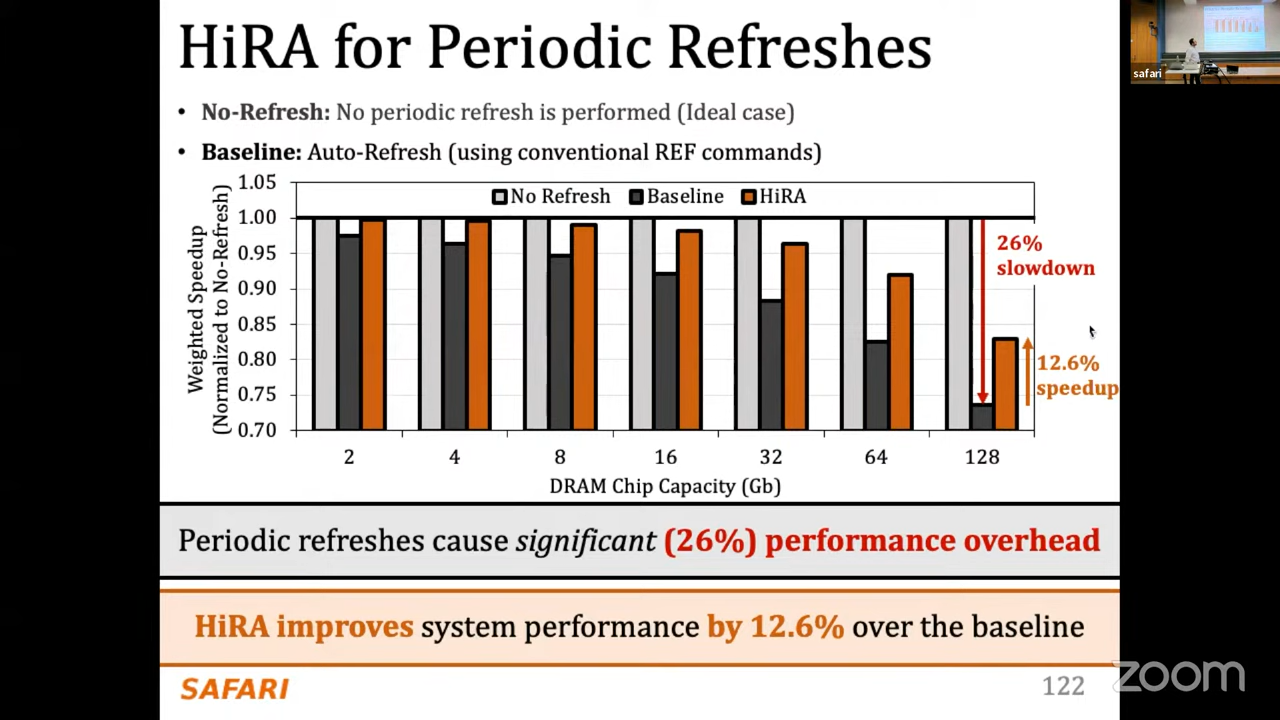 HiRA for Periodic Refreshes
safari
• No-Refresh: No periodic refresh is performed (Ideal case)
• Baseline: Auto-Refresh (using conventional REF commands)
Weighted Speedup
(Normalized to No-Refresh)
1.05
1.00
0.95
0.90
0.85
0.80
0.75
0.70
No Refresh Baseline HiRA
26%
slowdown
12.6%
speedup
2 4 8 16 32 64 128
DRAM Chip Capacity (Gb)
Periodic refreshes cause significant (26%) performance overhead
HiRA improves system performance by 12.6% over the baseline
SAFARI
122
zoom